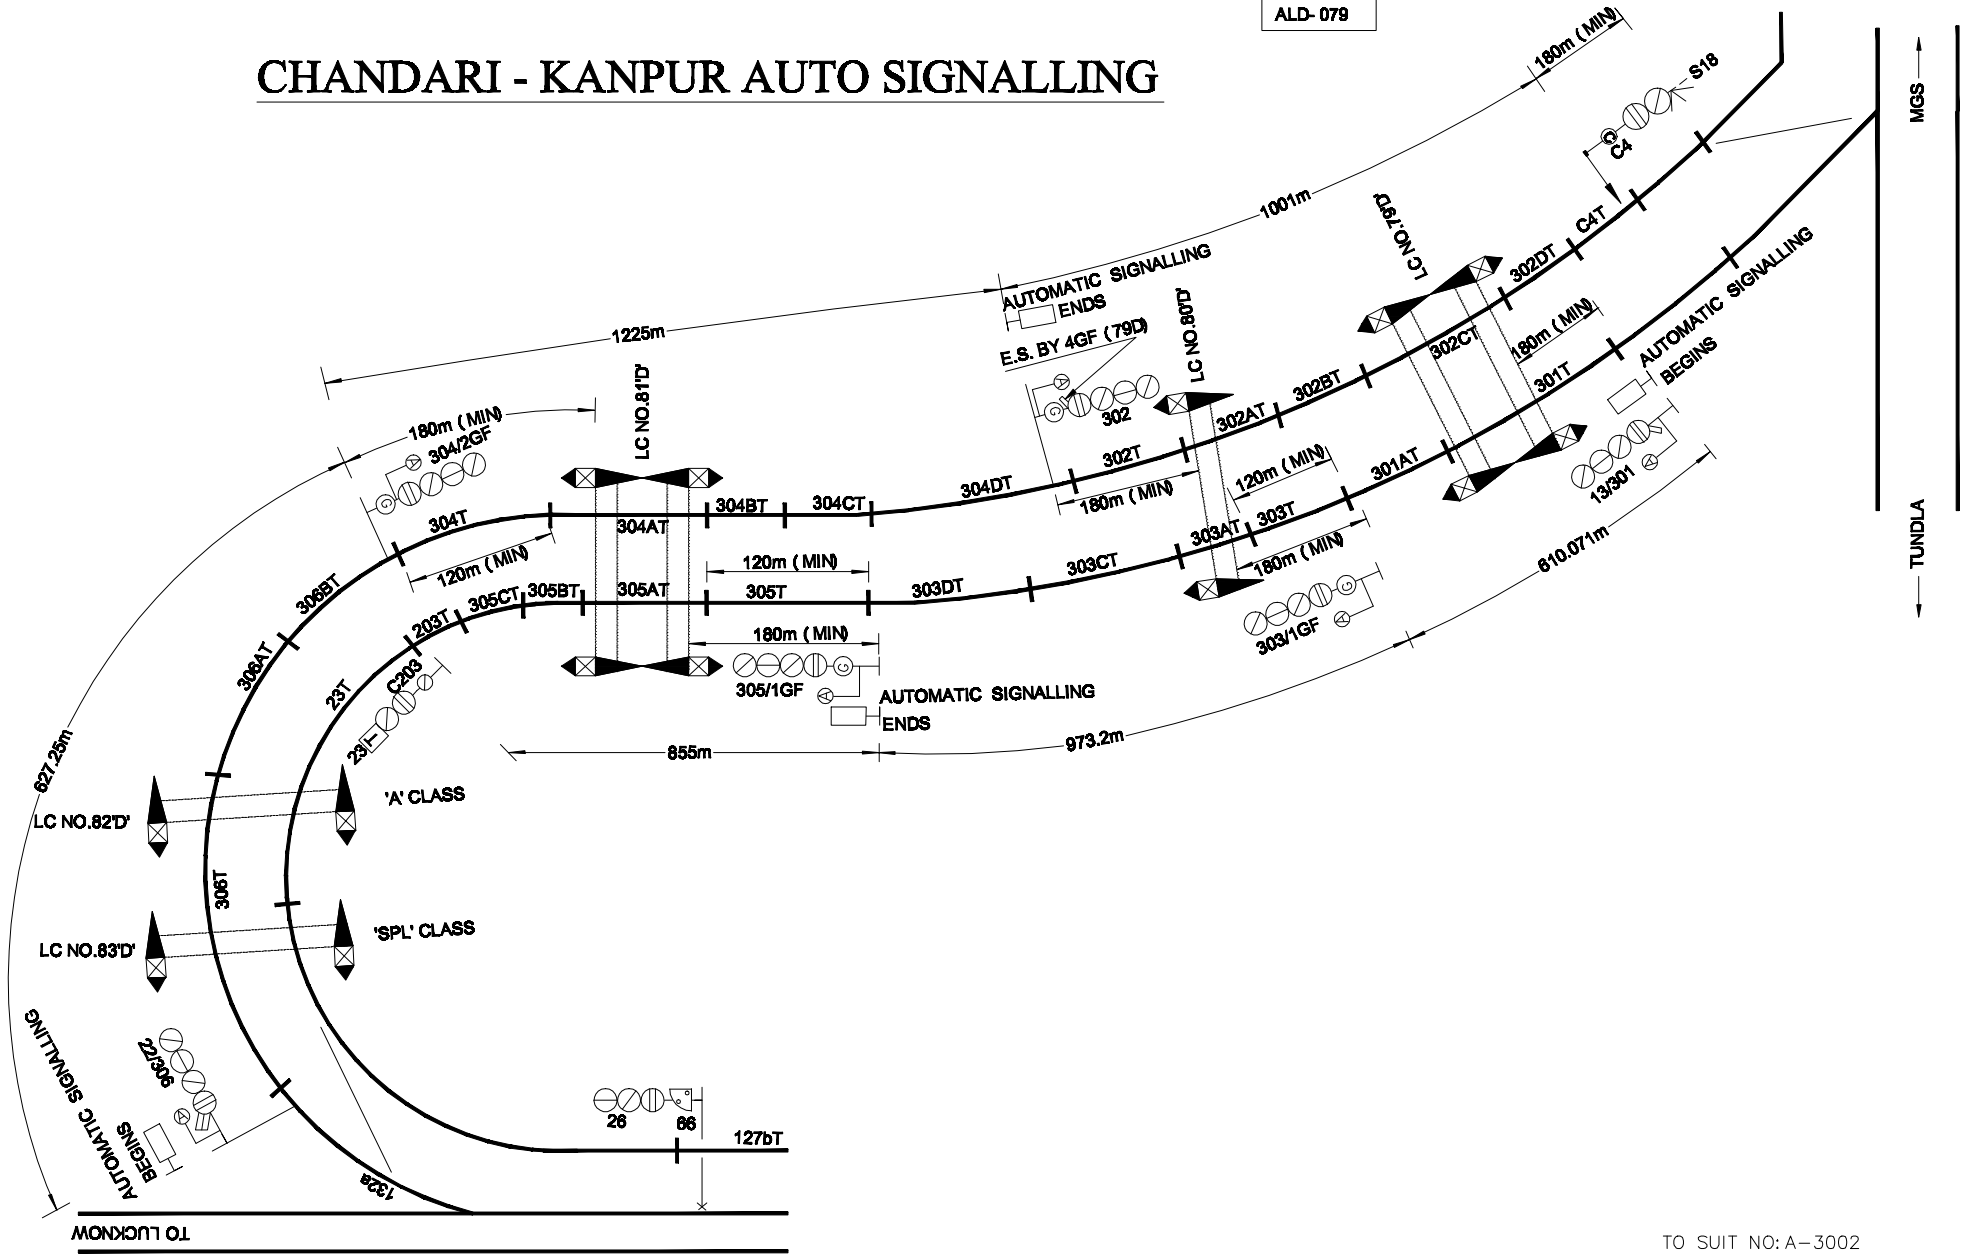 ALD- 079
CHANDARI - KANPUR AUTO SIGNALLING
180m ( MIN)
S18
C
C4
MGS
TUNDLA
1001m
LC NO.79'D'
C4T
302DT
AUTOMATIC SIGNALLING
ENDS
E.S. BY 4GF ( 79D)
LC NO.80'D'
1225m
LC NO.81'D'
A
G
302
302BT
302CT
180m ( MIN)
301T
AUTOMATIC SIGNALLING
BEGINS
180m ( MIN)
304/2GF
A
G
302AT
302T
120m ( MIN)
301AT
13/301
A
304T
304AT
304BT
304CT
304DT
180m ( MIN)
303AT
303T
180m ( MIN)
610.071m
120m ( MIN)
120m ( MIN)
303CT
303DT
306BT
203T
305CT
305BT
305AT
305T
G
A
303/1GF
180m ( MIN)
306AT
23T
C203
23
T
G
A
305/1GF
AUTOMATIC SIGNALLING
ENDS
855m
973.2m
627.25m
'A' CLASS
LC NO.82'D'
306T
'SPL' CLASS
LC NO.83'D'
AUTOMATIC SIGNALLING
BEGINS
22/306
A
26
66
127bT
132a
TO LUCKNOW
TO SUIT NO: A-3002